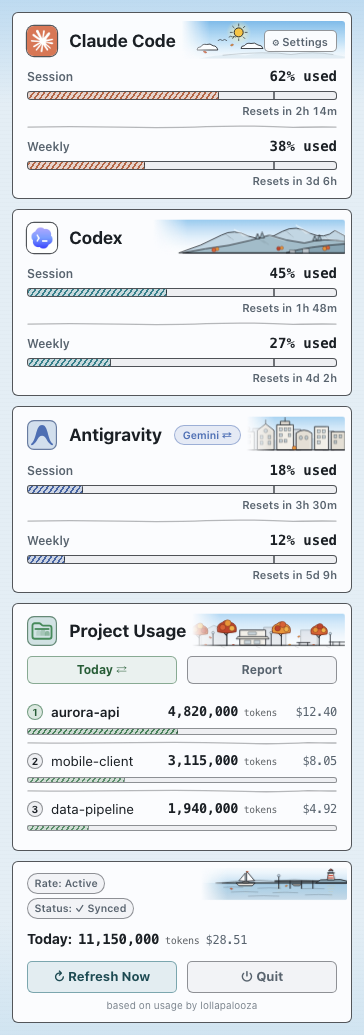 Claude Code
⚙ Settings
Session 62% used
Resets in 2h 14m
Weekly 38% used
Resets in 3d 6h
Codex
Session 45% used
Resets in 1h 48m
Weekly 27% used
Resets in 4d 2h
Antigravity Gemini ⇄
Session 18% used
Resets in 3h 30m
Weekly 12% used
Resets in 5d 9h
Project Usage
Today ⇄ Report
1 aurora-api 4,820,000 tokens $12.40
2 mobile-client 3,115,000 tokens $8.05
3 data-pipeline 1,940,000 tokens $4.92
Rate: Active
Status: ✓ Synced
Today: 11,150,000 tokens $28.51
↻ Refresh Now ⏻ Quit
based on usage by lollapalooza